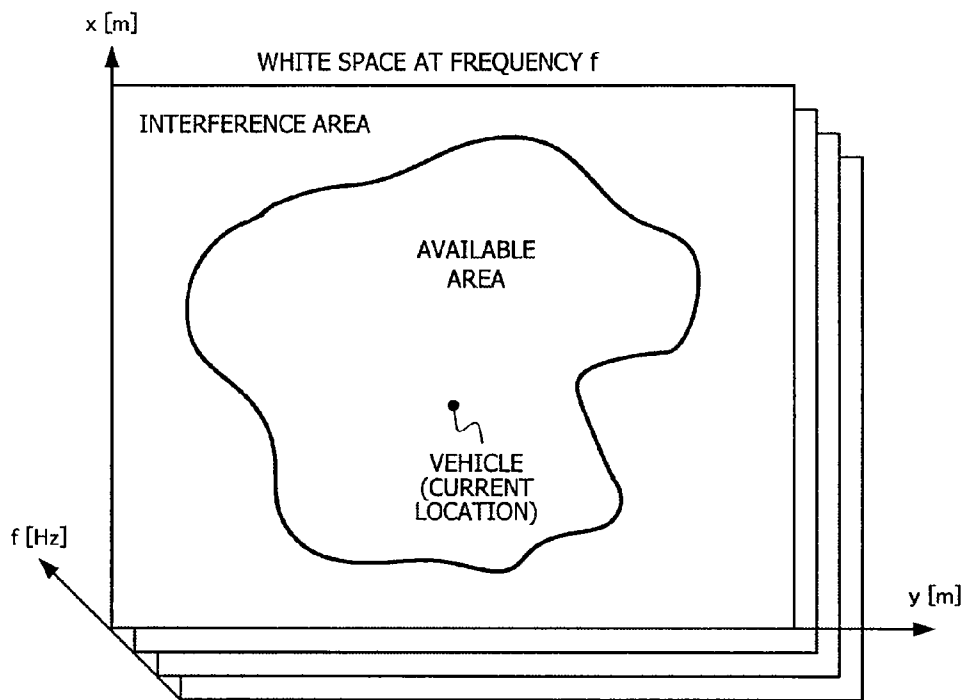 x [m]
WHITE SPACE AT FREQUENCY f
INTERFERENCE AREA
AVAILABLE
AREA
VEHICLE
(CURRENT
LOCATION)
f [Hz]
y [m]